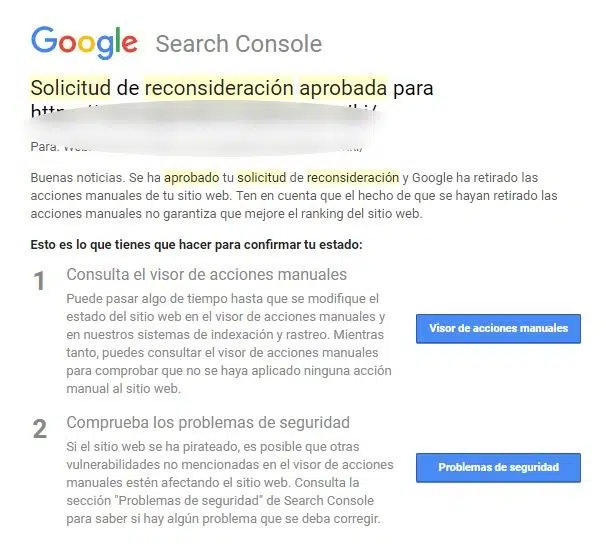 Google Search Console
Solicitud de reconsideración aprobada para
Para:
Buenas noticias. Se ha aprobado tu solicitud de reconsideración y Google ha retirado las
acciones manuales de tu sitio web. Ten en cuenta que el hecho de que se hayan retirado las
acciones manuales no garantiza que mejore el ranking del sitio web.
Esto es lo que tienes que hacer para confirmar tu estado:
1 Consulta el visor de acciones manuales
Puede pasar algo de tiempo hasta que se modifique el
estado del sitio web en el visor de acciones manuales y
en nuestros sistemas de indexación y rastreo. Mientras
tanto, puedes consultar el visor de acciones manuales
para comprobar que no se haya aplicado ninguna acción
manual al sitio web.
Visor de acciones manuales
2 Comprueba los problemas de seguridad
Si el sitio web se ha pirateado, es posible que otras
vulnerabilidades no mencionadas en el visor de acciones
manuales estén afectando el sitio web. Consulta la
sección "Problemas de seguridad" de Search Console
para saber si hay algún problema que se deba corregir.
Problemas de seguridad